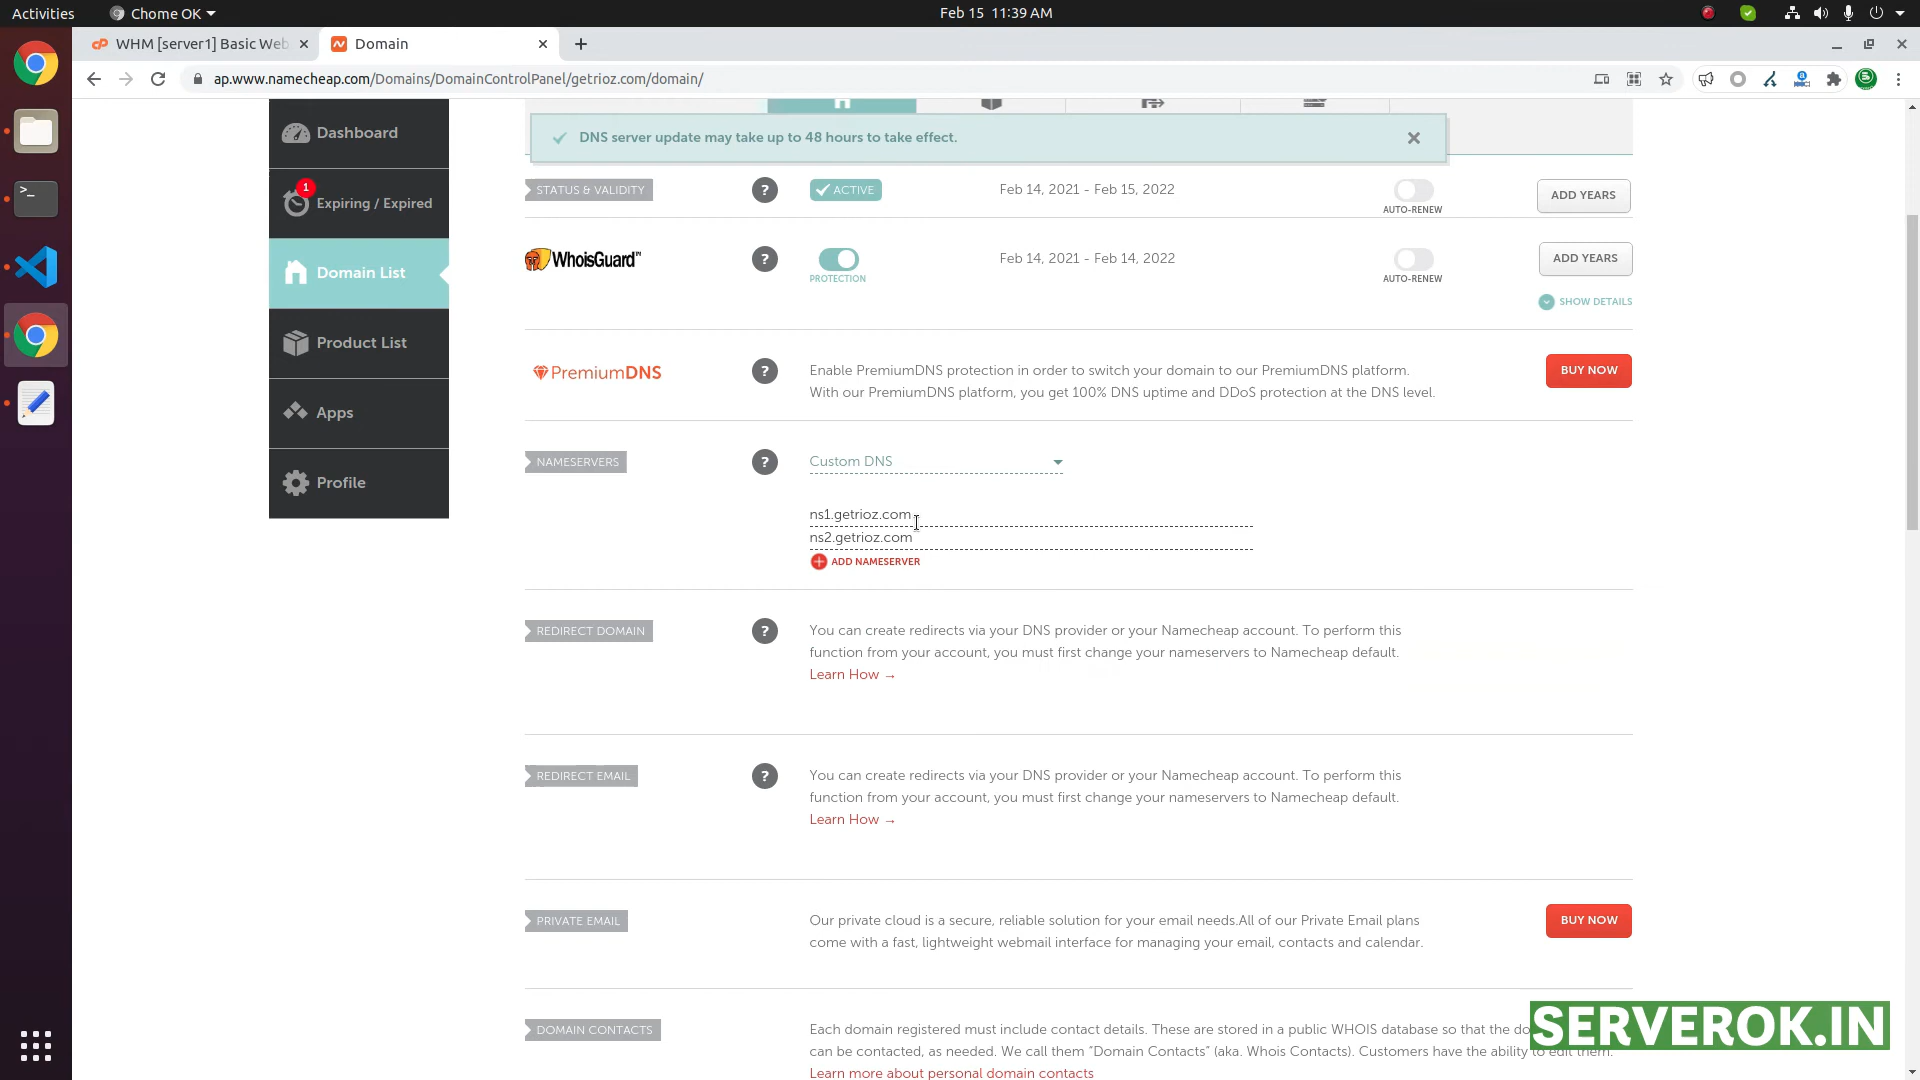 Activities
Chome OK
Feb 15 11:39 AM
WHM [server1] Basic Web
Domain
ap.www.namecheap.com/Domains/DomainControlPanel/getrioz.com/domain/
Dashboard
1
Expiring / Expired
Domain List
Product List
Apps
Profile
DNS server update may take up to 48 hours to take effect.
STATUS & VALIDITY
?
ACTIVE
Feb 14, 2021 - Feb 15, 2022
AUTO-RENEW
ADD YEARS
WhoisGuard™
?
PROTECTION
Feb 14, 2021 - Feb 14, 2022
AUTO-RENEW
ADD YEARS
SHOW DETAILS
PremiumDNS
?
Enable PremiumDNS protection in order to switch your domain to our PremiumDNS platform.
With our PremiumDNS platform, you get 100% DNS uptime and DDoS protection at the DNS level.
BUY NOW
NAMESERVERS
?
Custom DNS
ns1.getrioz.com
ns2.getrioz.com
ADD NAMESERVER
REDIRECT DOMAIN
?
You can create redirects via your DNS provider or your Namecheap account. To perform this
function from your account, you must first change your nameservers to Namecheap default.
Learn How →
REDIRECT EMAIL
?
You can create redirects via your DNS provider or your Namecheap account. To perform this
function from your account, you must first change your nameservers to Namecheap default.
Learn How →
PRIVATE EMAIL
Our private cloud is a secure, reliable solution for your email needs.All of our Private Email plans
come with a fast, lightweight webmail interface for managing your email, contacts and calendar.
BUY NOW
DOMAIN CONTACTS
Each domain registered must include contact details. These are stored in a public WHOIS database so that the do
can be contacted, as needed. We call them “Domain Contacts” (aka. Whois Contacts). Customers have the ability to edit them.
Learn more about personal domain contacts
SERVEROK.IN